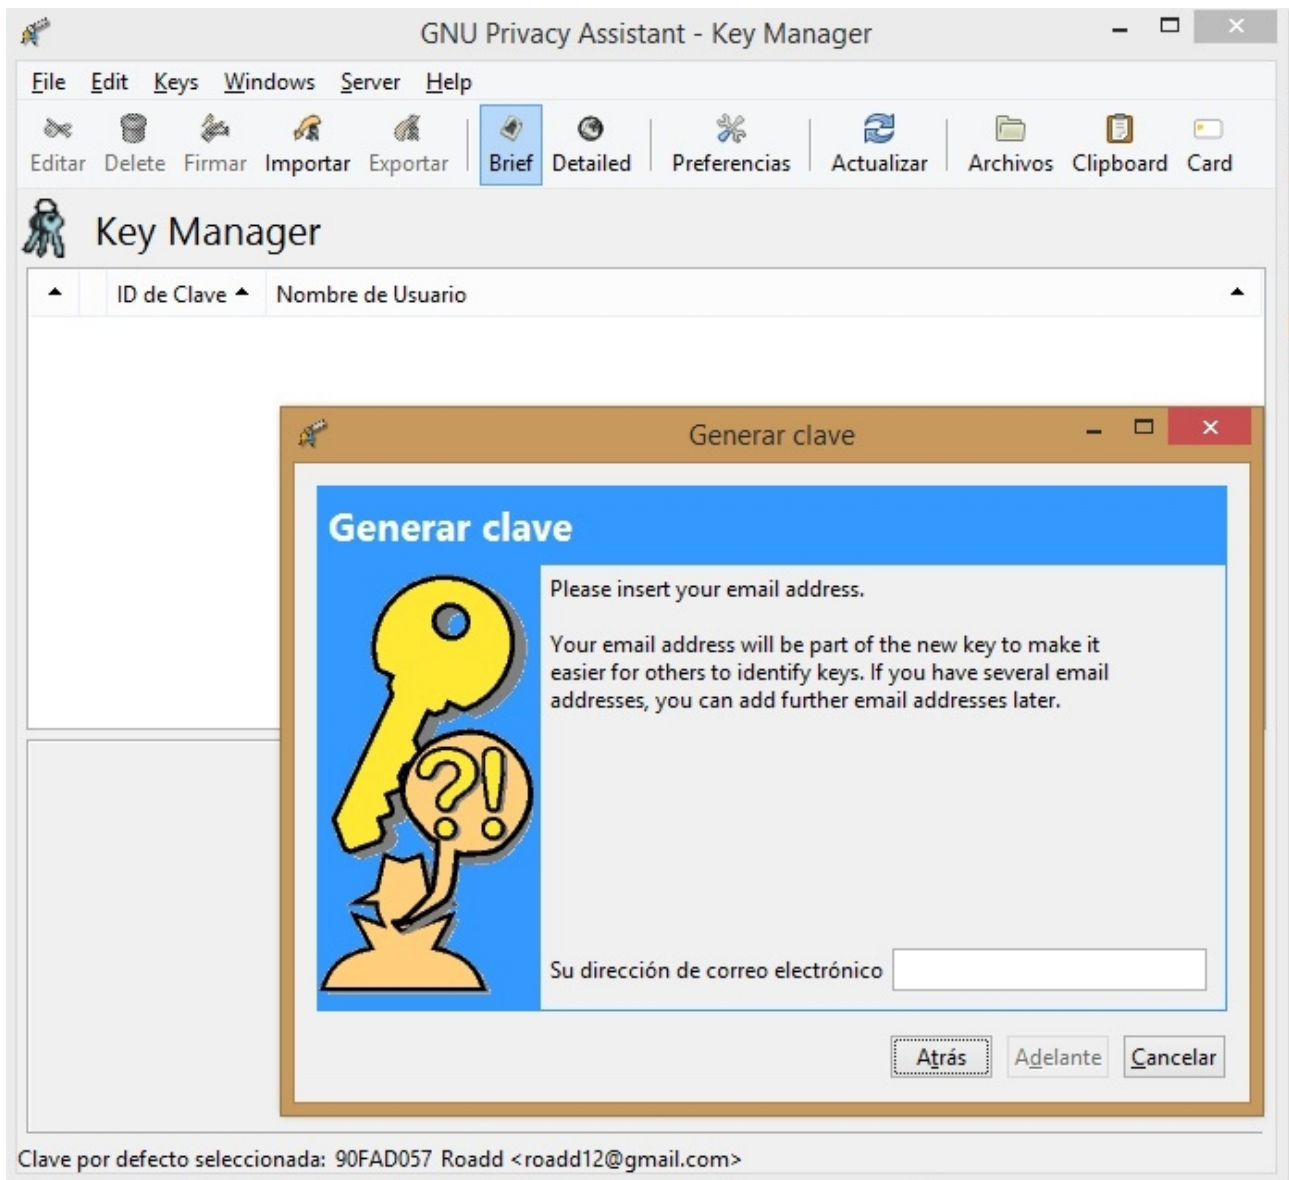 GNU Privacy Assistant - Key Manager
File Edit Keys Windows Server Help
Editar Delete Firmar Importar Exportar Brief Detailed Preferencias Actualizar Archivos Clipboard Card
Key Manager
ID de Clave Nombre de Usuario
Generar clave
Generar clave
Please insert your email address.
Your email address will be part of the new key to make it
easier for others to identify keys. If you have several email
addresses, you can add further email addresses later.
?!
Su dirección de correo electrónico
Atrás Adelante Cancelar
Clave por defecto seleccionada: 90FAD057 Roadd <roadd12@gmail.com>